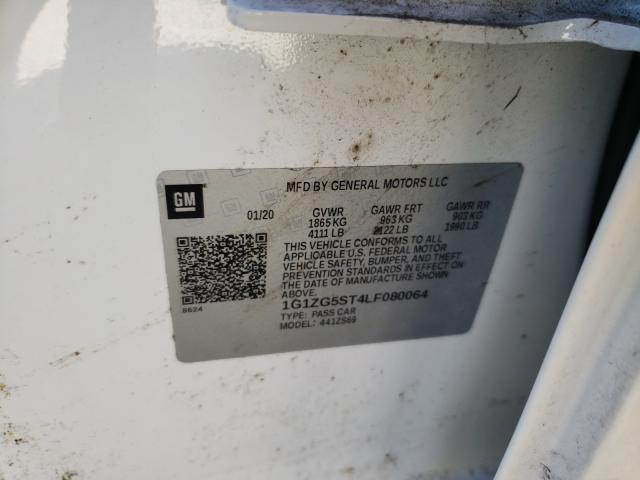 GM
MFD BY GENERAL MOTORS LLC
01/20 GVWR GAWR FRT GAWR RR
1865 KG 963 KG 903 KG
4111 LB 2122 LB 1990 LB
THIS VEHICLE CONFORMS TO ALL
APPLICABLE U.S. FEDERAL MOTOR
VEHICLE SAFETY, BUMPER, AND THEFT
PREVENTION STANDARDS IN EFFECT
ON THE DATE OF MANUFACTURE SHOWN
ABOVE.
1G1ZG5ST4LF080064
8624
TYPE: PASS CAR
MODEL: 441ZS69